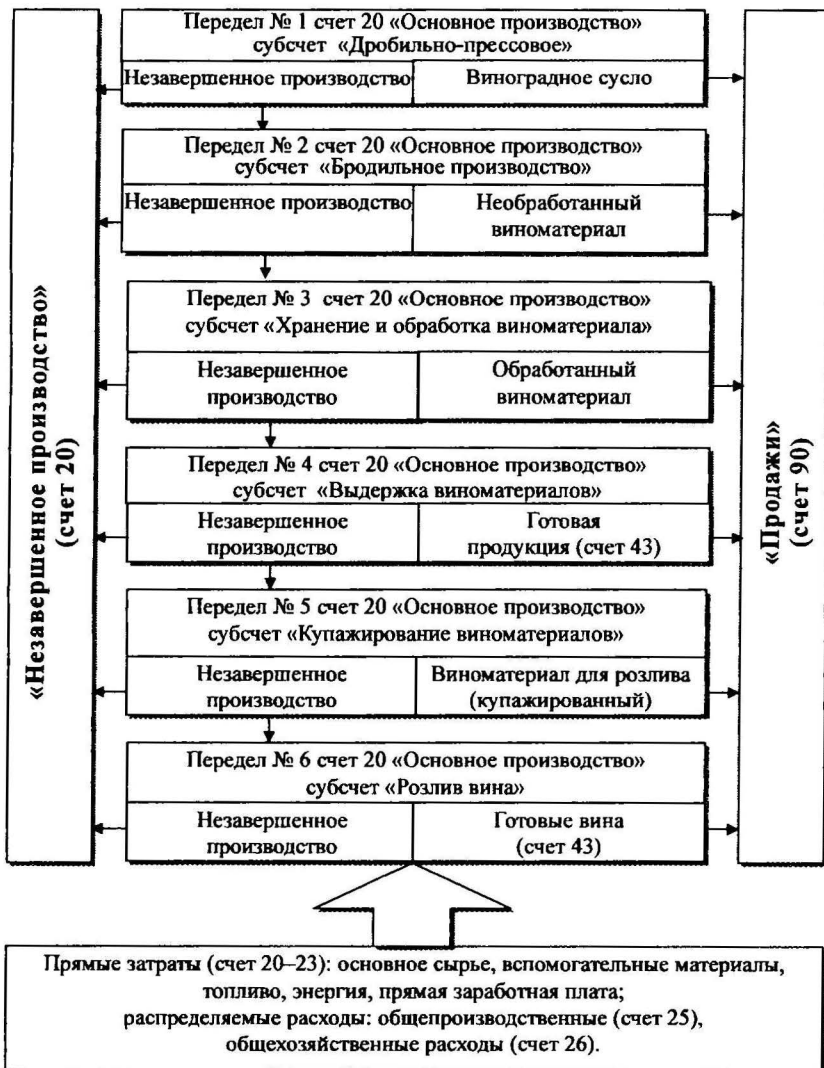 Передел № 1 счет 20 «Основное производство»
субсчет «Дробильно-прессовое»
Незавершенное производство
Виноградное сусло
Передел № 2 счет 20 «Основное производство»
субсчет «Бродильное производство»
Незавершенное производство
Необработанный
виноматериал
Передел № 3 счет 20 «Основное производство»
субсчет «Хранение и обработка виноматериала»
Незавершенное
производство
Обработанный
виноматериал
Передел № 4 счет 20 «Основное производство»
субсчет «Выдержка виноматериалов»
Незавершенное
производство
Готовая
продукция (счет 43)
Передел № 5 счет 20 «Основное производство»
субсчет «Купажирование виноматериалов»
Незавершенное
производство
Виноматериал для розлива
(купажированный)
Передел № 6 счет 20 «Основное производство»
субсчет «Розлив вина»
Незавершенное
производство
Готовые вина
(счет 43)
«Незавершенное производство»
(счет 20)
«Продажи»
(счет 90)
Прямые затраты (счет 20–23): основное сырье, вспомогательные материалы,
топливо, энергия, прямая заработная плата;
распределяемые расходы: общепроизводственные (счет 25),
общехозяйственные расходы (счет 26).